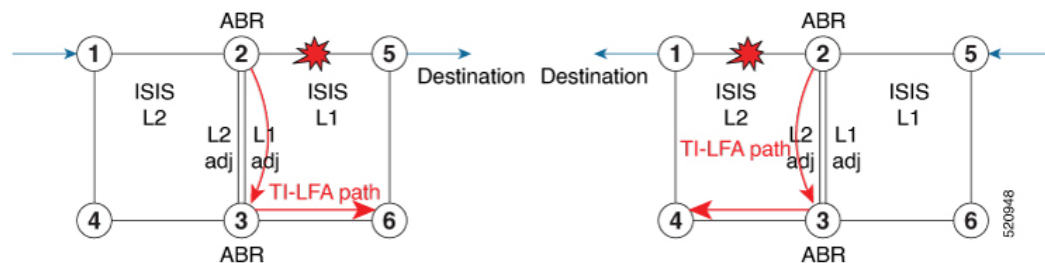 ABR
1
2
5
Destination
ISIS
L2
ISIS
L1
L2
adj
L1
adj
TI-LFA path
4
3
6
ABR
ABR
1
2
5
Destination
ISIS
L2
ISIS
L1
L2
adj
L1
adj
TI-LFA path
4
3
6
ABR
520948